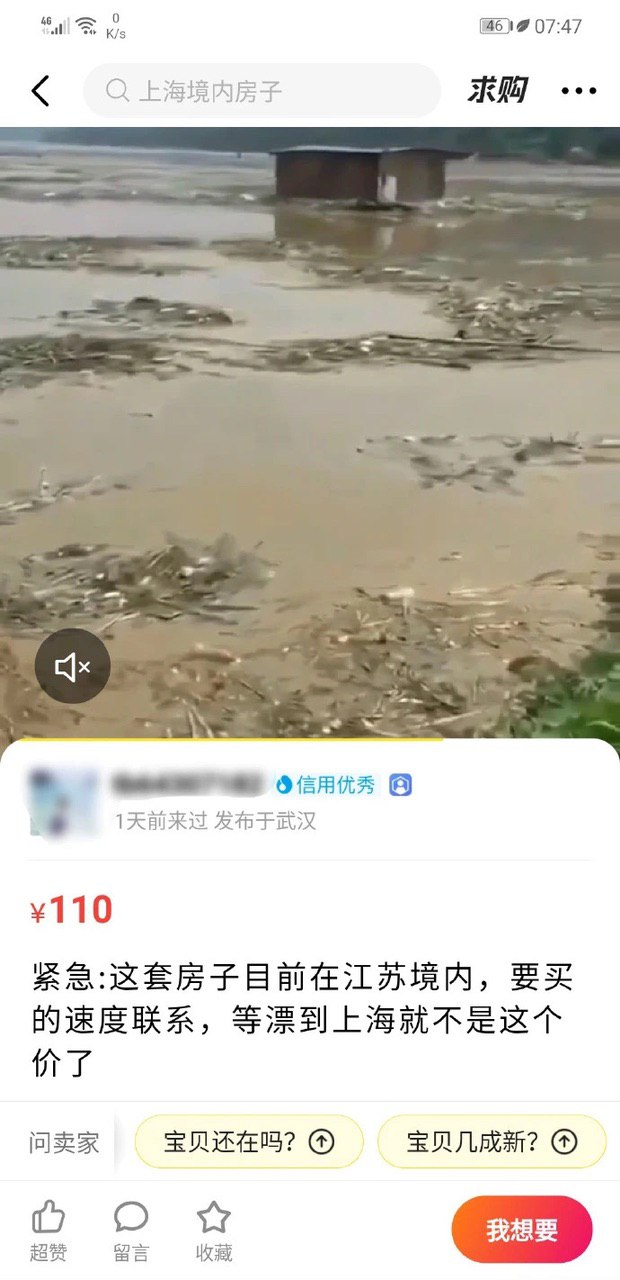 46
0
K/s
46
07:47
上海境内房子
求购
信用优秀
1天前来过 发布于武汉
¥110
紧急:这套房子目前在江苏境内，要买
的速度联系，等漂到上海就不是这个
价了
问卖家
宝贝还在吗？
宝贝几成新？
超赞
留言
收藏
我想要